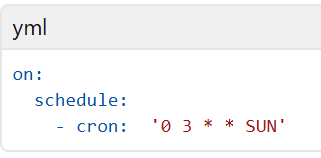 yml
on:
  schedule:
    - cron:  '0 3 * * SUN'